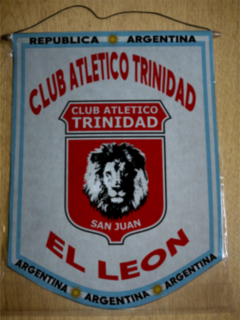 REPUBLICA ARGENTINA
CLUB ATLETICO TRINIDAD
CLUB ATLETICO
TRINIDAD
SAN JUAN
EL LEON
ARGENTINA ARGENTINA ARGENTINA